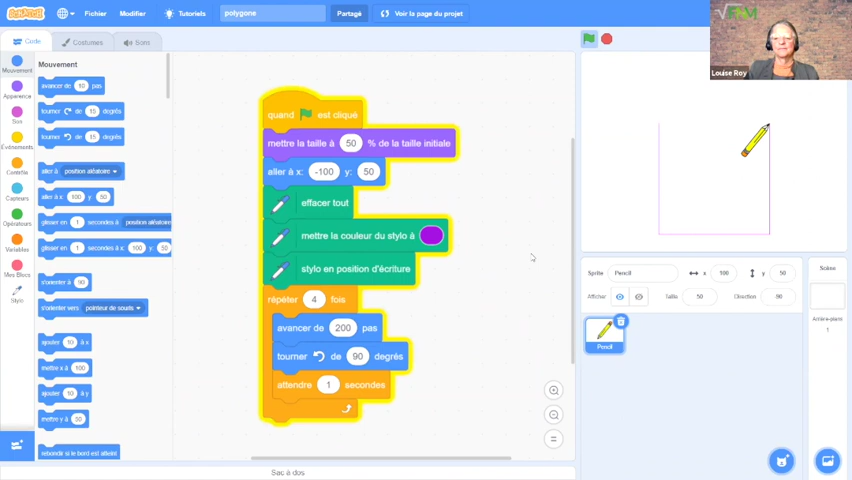 SCRATCH
Fichier
Modifier
Tutoriels
polygone
Partagé
Voir la page du projet
RÉCIT
Louise Roy
Code
Costumes
Sons
Mouvement
Apparence
Son
Événements
Contrôle
Capteurs
Opérateurs
Variables
Mes Blocs
Stylo
Mouvement
avancer de 10 pas
tourner 15 degrés
tourner 15 degrés
aller à position aléatoire
aller à x: 100 y: 50
glisser en 1 secondes à position aléatoire
glisser en 1 secondes à x: 100 y: 50
s'orienter à 90
s'orienter vers pointeur de souris
ajouter 10 à x
mettre x à 100
ajouter 10 à y
mettre y à 50
rebondir si le bord est atteint
quand est cliqué
mettre la taille à 50 % de la taille initiale
aller à x: -100 y: 50
effacer tout
mettre la couleur du stylo à
stylo en position d'écriture
répéter 4 fois
avancer de 200 pas
tourner de 90 degrés
attendre 1 secondes
Sac à dos
Sprite Pencil x 100 y 50
Afficher Taille 50 Direction -90
Pencil
Scène
Arrière-plans
1